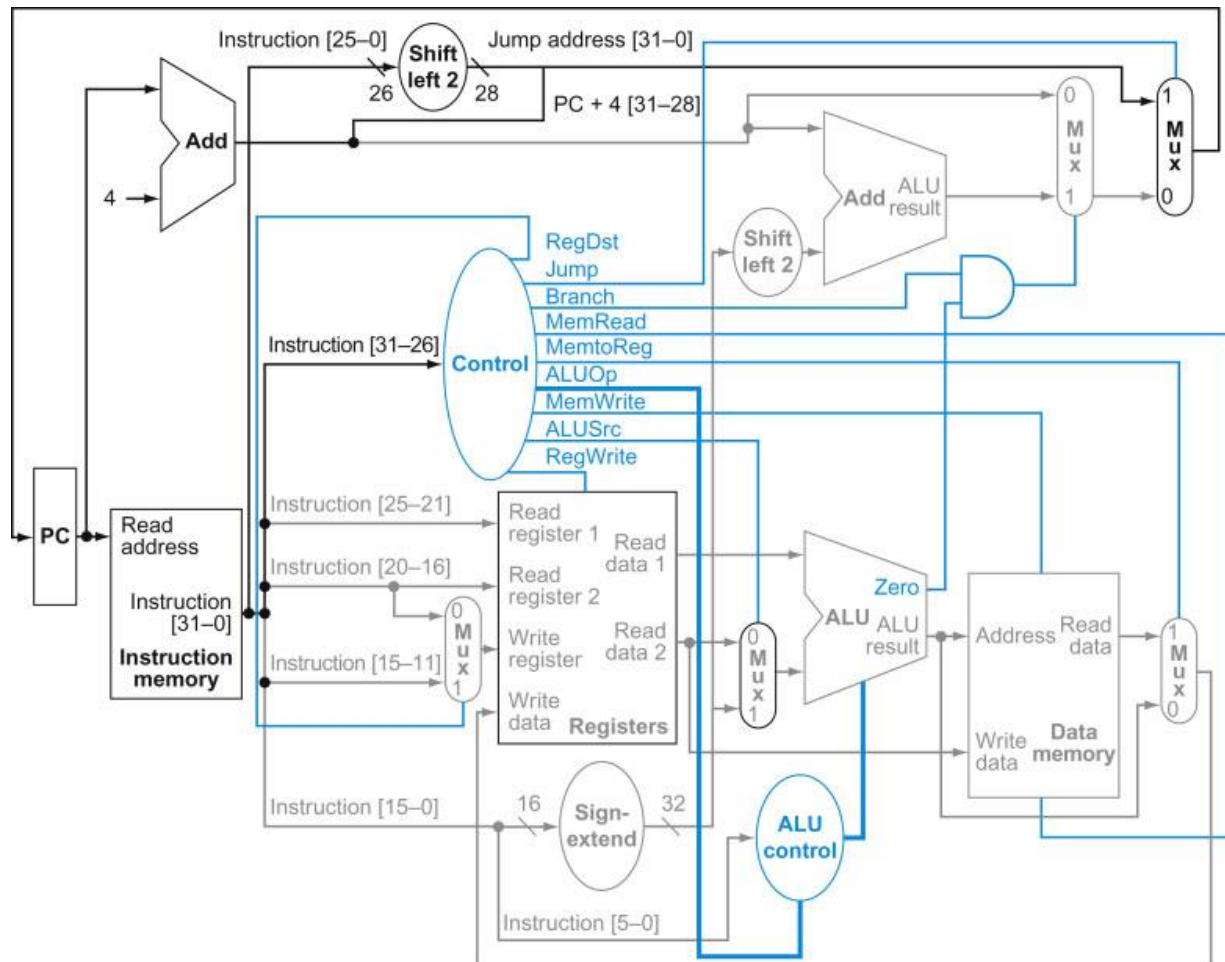 Instruction [25–0]
Shift
left 2
Jump address [31–0]
26
28
PC + 4 [31–28]
Add
4
0
M
u
x
1
1
M
u
x
0
Add
ALU
result
Shift
left 2
RegDst
Jump
Branch
MemRead
MemtoReg
ALUOp
MemWrite
ALUSrc
RegWrite
Instruction [31–26]
Control
PC
Read
address
Instruction
[31–0]
Instruction
memory
Instruction [25–21]
Instruction [20–16]
Instruction [15–11]
0
M
u
x
1
Read
register 1
Read
register 2
Write
register
Write
data
Read
data 1
Read
data 2
Registers
0
M
u
x
1
Zero
ALU
ALU
result
Address
Read
data
Write
data
Data
memory
1
M
u
x
0
Instruction [15–0]
16
Sign-
extend
32
ALU
control
Instruction [5–0]